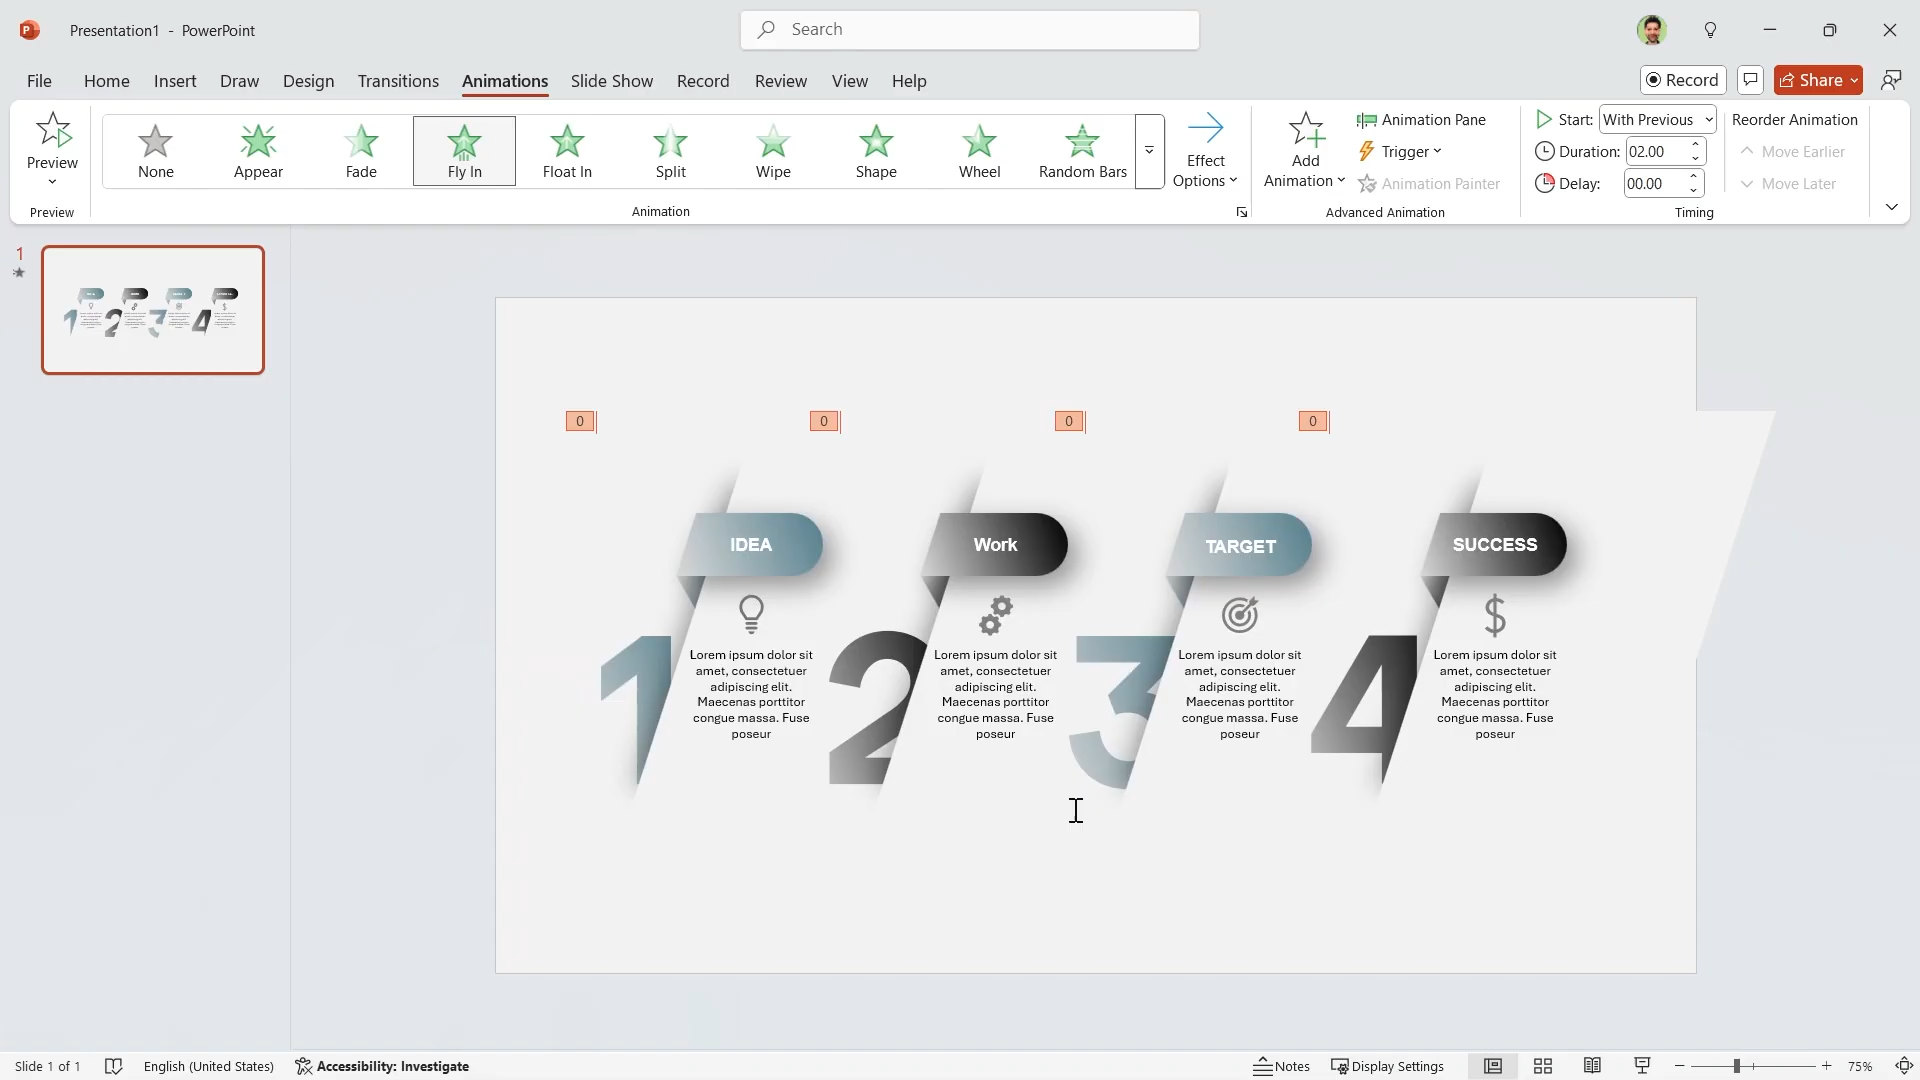 Presentation1 - PowerPoint
Search
File Home Insert Draw Design Transitions Animations Slide Show Record Review View Help
Record
Share
Preview
Preview
None
Appear
Fade
Fly In
Float In
Split
Wipe
Shape
Wheel
Random Bars
Animation
Effect
Options
Add
Animation
Animation Pane
Trigger
Animation Painter
Advanced Animation
Start: With Previous
Duration: 02.00
Delay: 00.00
Timing
Reorder Animation
Move Earlier
Move Later
1
0
0
0
0
IDEA
Work
TARGET
SUCCESS
1
Lorem ipsum dolor sit
amet, consectetuer
adipiscing elit.
Maecenas porttitor
congue massa. Fuse
poseur
2
Lorem ipsum dolor sit
amet, consectetuer
adipiscing elit.
Maecenas porttitor
congue massa. Fuse
poseur
3
Lorem ipsum dolor sit
amet, consectetuer
adipiscing elit.
Maecenas porttitor
congue massa. Fuse
poseur
4
Lorem ipsum dolor sit
amet, consectetuer
adipiscing elit.
Maecenas porttitor
congue massa. Fuse
poseur
Slide 1 of 1
English (United States)
Accessibility: Investigate
Notes
Display Settings
75%